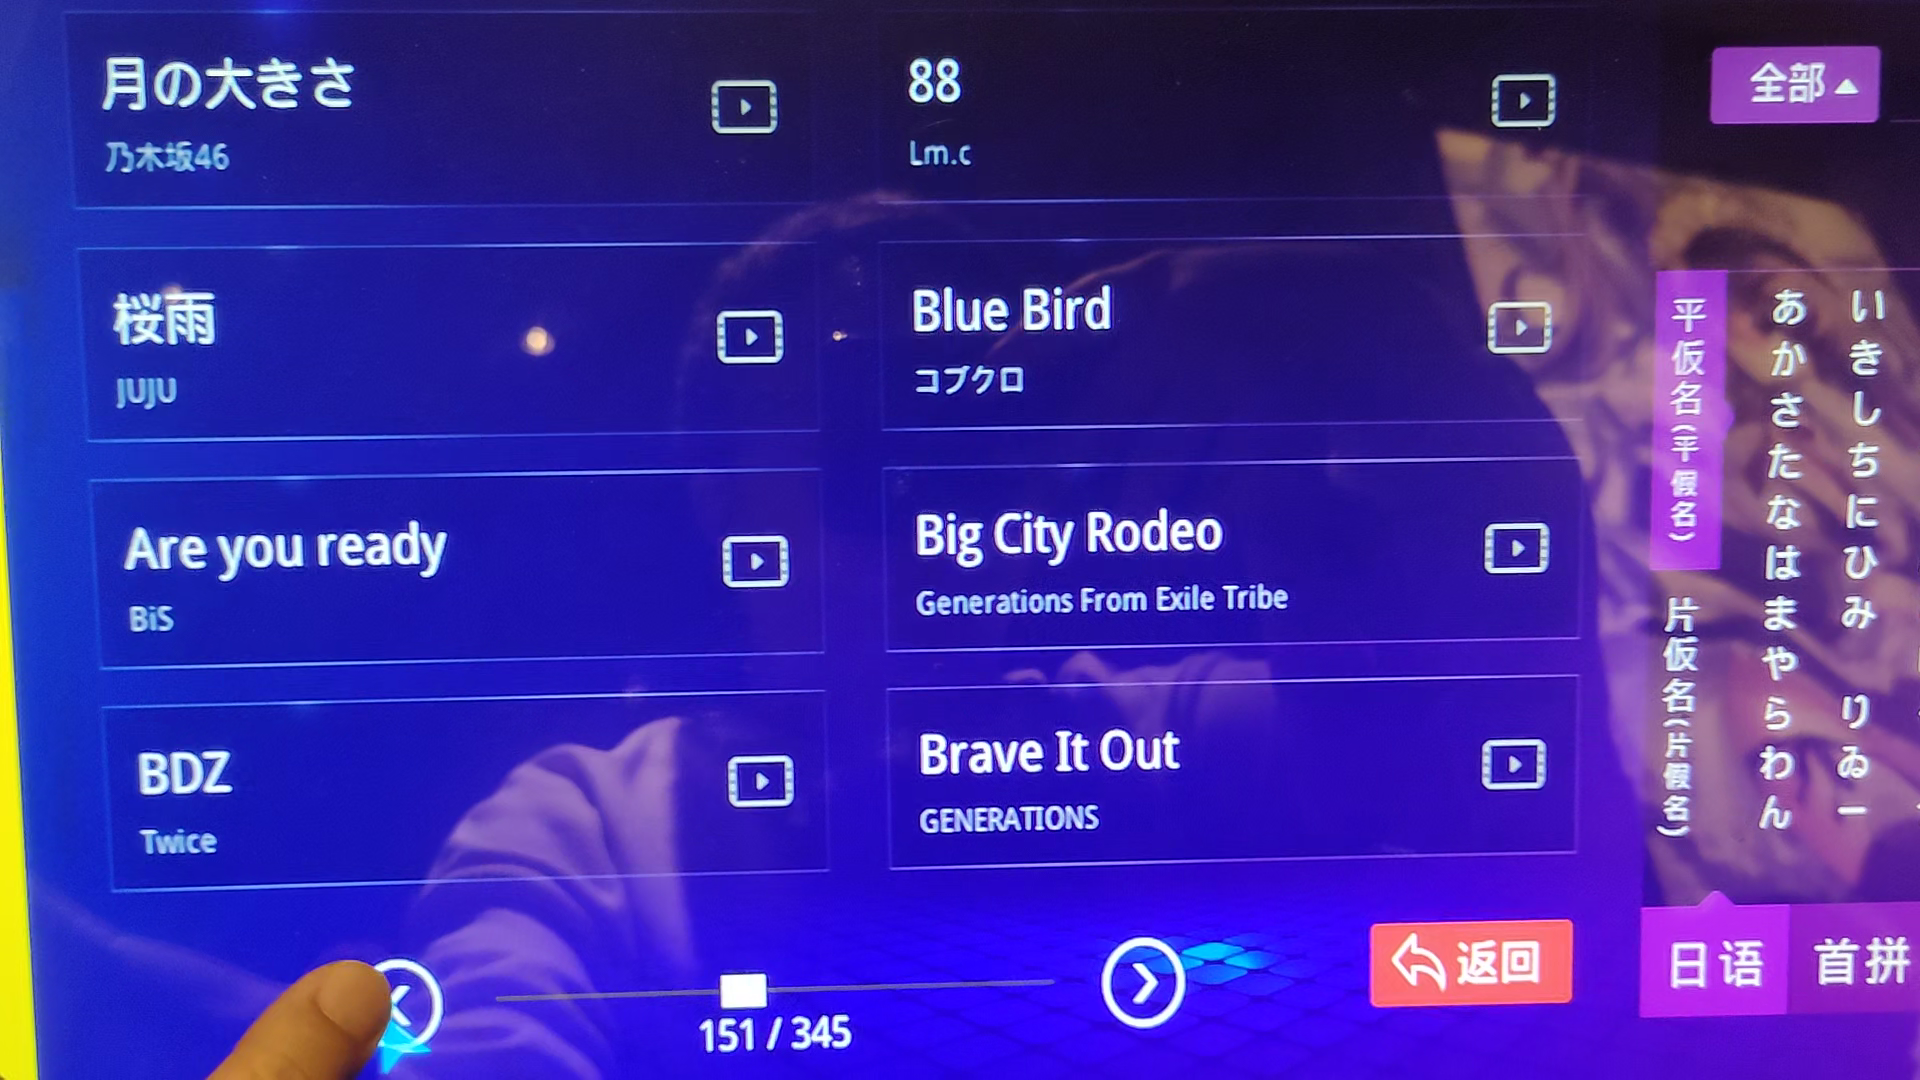 月の大きさ
乃木坂46
88
Lm.c
桜雨
JUJU
Blue Bird
コブクロ
Are you ready
BiS
Big City Rodeo
Generations From Exile Tribe
BDZ
Twice
Brave It Out
GENERATIONS
151 / 345
返回
全部
平仮名(平假名)
片仮名(片假名)
あかさたなはまやらわん
いきしちにひみ りゐー
日语
首拼